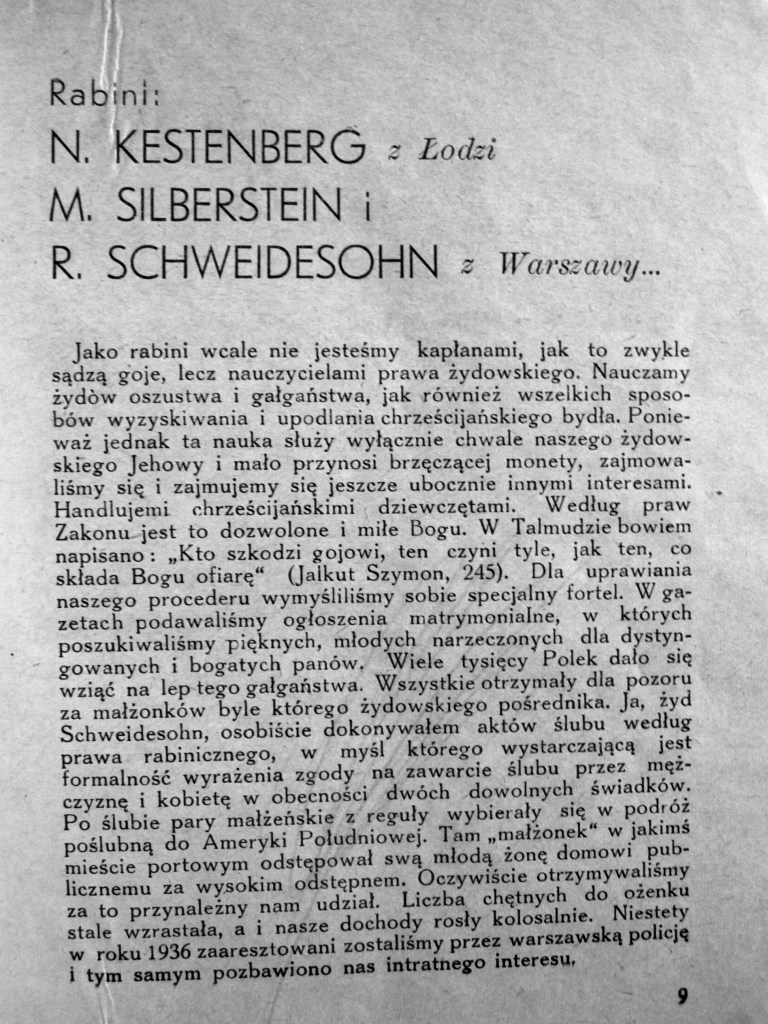 Rabini:
N. KESTENBERG z Łodzi
M. SILBERSTEIN i
R. SCHWEIDESOHN z Warszawy...
Jako rabini wcale nie jesteśmy kapłanami, jak to zwykle
sądzą goje, lecz nauczycielami prawa żydowskiego. Nauczamy
żydów oszustwa i gałgaństwa, jak również wszelkich sposo-
bów wyzyskiwania i upodlania chrześcijańskiego bydła. Ponie-
waż jednak ta nauka służy wyłącznie chwale naszego żydow-
skiego Jehowy i mało przynosi brzęczącej monety, zajmowa-
liśmy się i zajmujemy się jeszcze ubocznie innymi interesami.
Handlujemi chrześcijańskimi dziewczętami. Według praw
Zakonu jest to dozwolone i miłe Bogu. W Talmudzie bowiem
napisano: „Kto szkodzi gojowi, ten czyni tyle, jak ten, co
składa Bogu ofiarę“ (Jalkut Szymon, 245). Dla uprawiania
naszego procederu wymyśliliśmy sobie specjalny fortel. W ga-
zetach podawaliśmy ogłoszenia matrymonialne, w których
poszukiwaliśmy pięknych, młodych narzeczonych dla dystyn-
gowanych i bogatych panów. Wiele tysięcy Polek dało się
wziąć na lep tego gałgaństwa. Wszystkie otrzymały dla pozoru
za małżonków byle którego żydowskiego pośrednika. Ja, żyd
Schweidesohn, osobiście dokonywałem aktów ślubu według
prawa rabinicznego, w myśl którego wystarczającą jest
formalność wyrażenia zgody na zawarcie ślubu przez męż-
czyznę i kobietę w obecności dwóch dowolnych świadków.
Po ślubie pary małżeńskie z reguły wybierały się w podróż
poślubną do Ameryki Południowej. Tam „małżonek“ w jakimś
mieście portowym odstępował swą młodą żonę domowi pub-
licznemu za wysokim odstępnem. Oczywiście otrzymywaliśmy
za to przynależny nam udział. Liczba chętnych do ożenku
stale wzrastała, a i nasze dochody rosły kolosalnie. Niestety
w roku 1936 zaaresztowani zostaliśmy przez warszawską policję
i tym samym pozbawiono nas intratnego interesu.
9